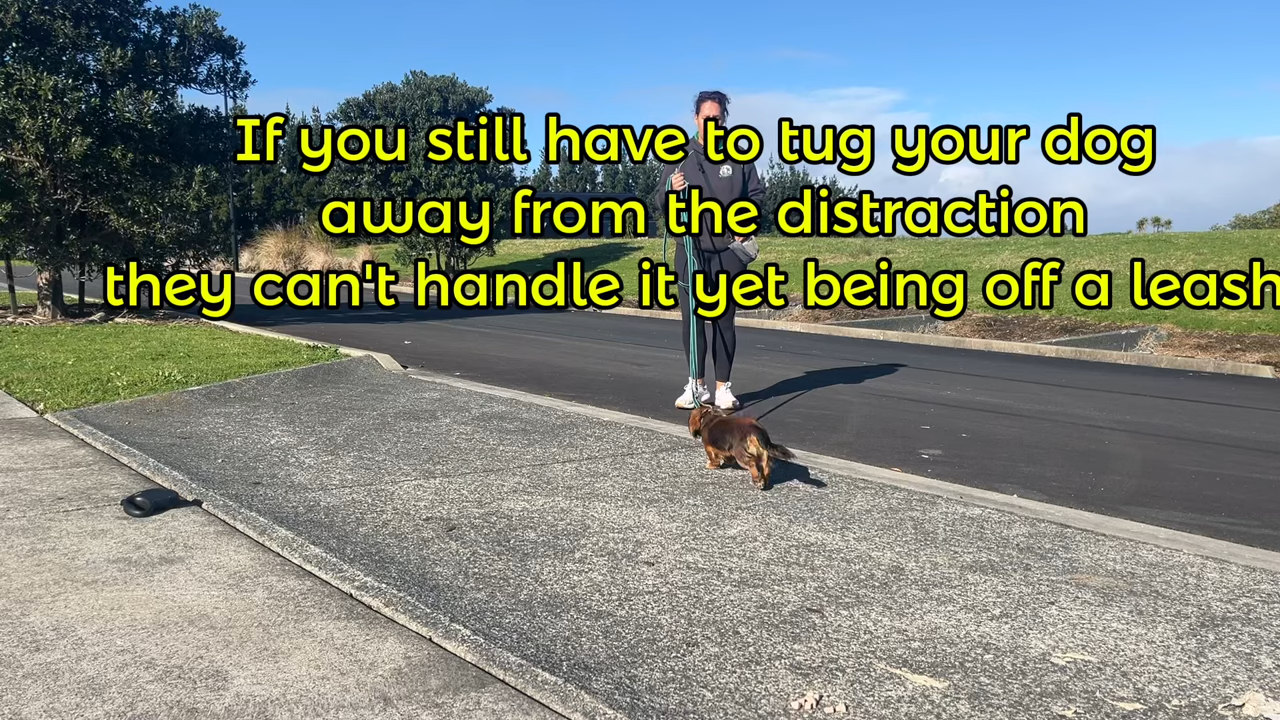 If you still have to tug your dog
away from the distraction
they can't handle it yet being off a leash